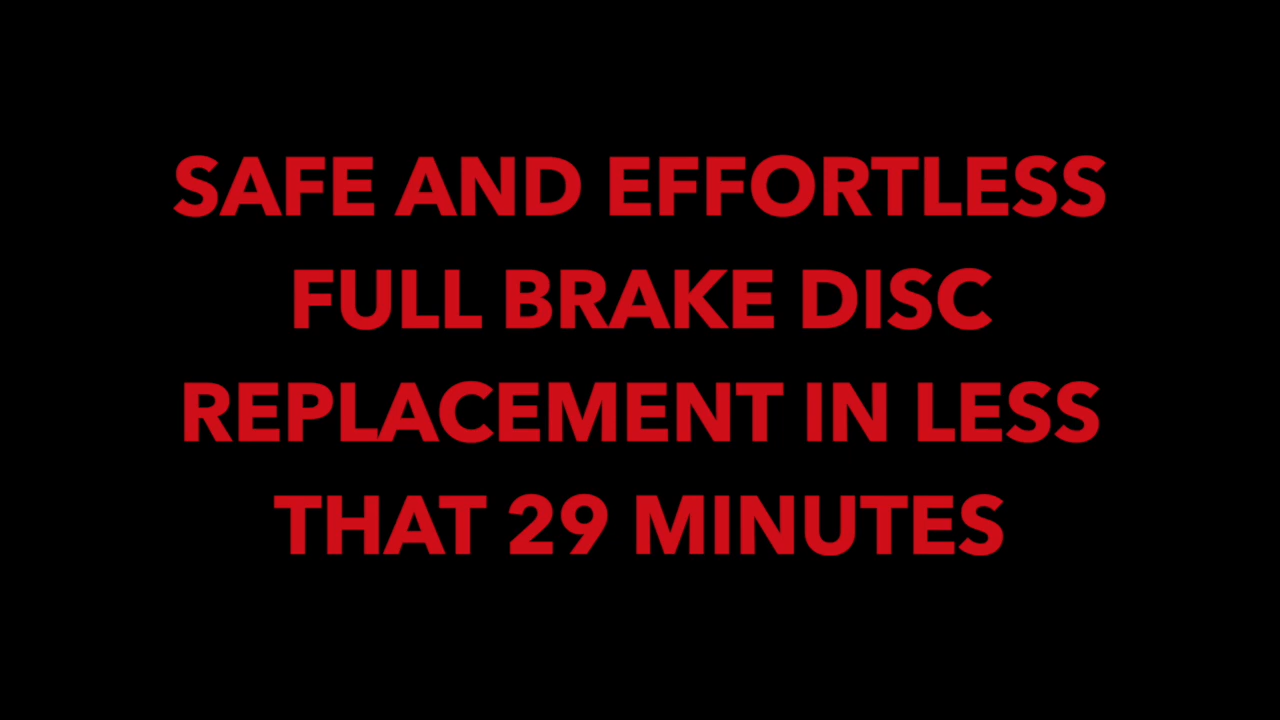 SAFE AND EFFORTLESS
FULL BRAKE DISC
REPLACEMENT IN LESS
THAT 29 MINUTES